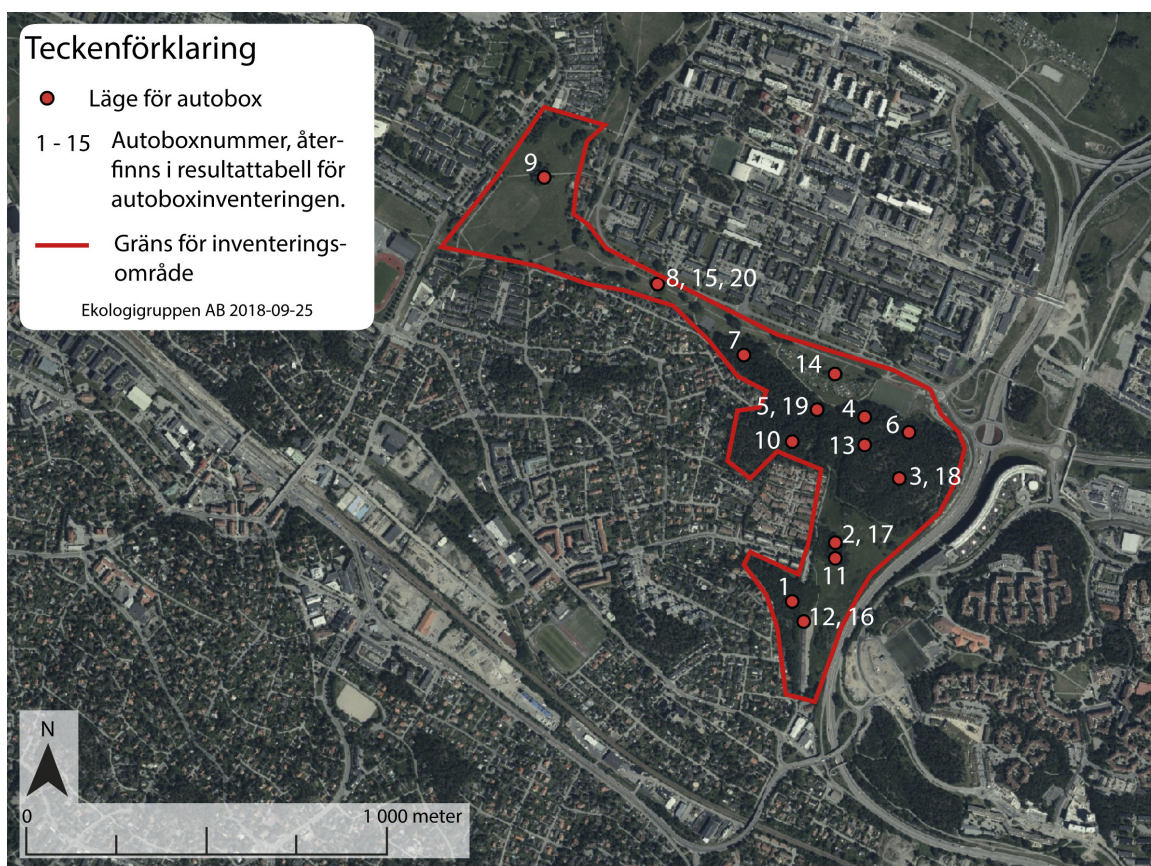 Teckenförklaring
Läge för autobox
1 - 15 Autoboxnummer, åter-
finns i resultattabell för
autoboxinventeringen.
Gräns för inventerings-
område
Ekologigruppen AB 2018-09-25
9
8, 15, 20
7
14
5, 19
4
6
10
13
3, 18
2, 17
11
1
12, 16
N
0
1 000 meter